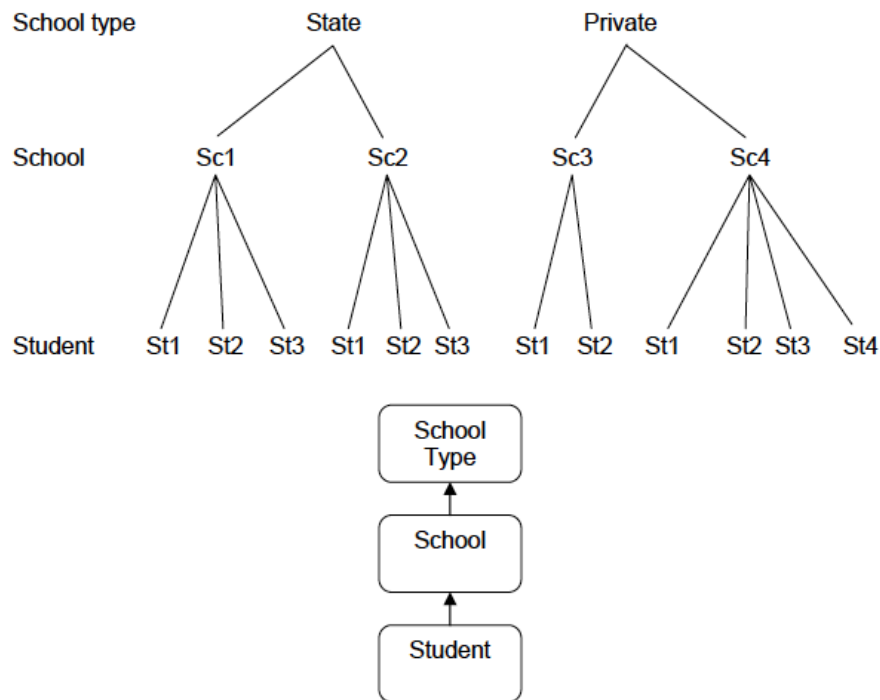 School type State Private
School Sc1 Sc2 Sc3 Sc4
Student St1 St2 St3 St1 St2 St3 St1 St2 St1 St2 St3 St4
School
Type
School
Student